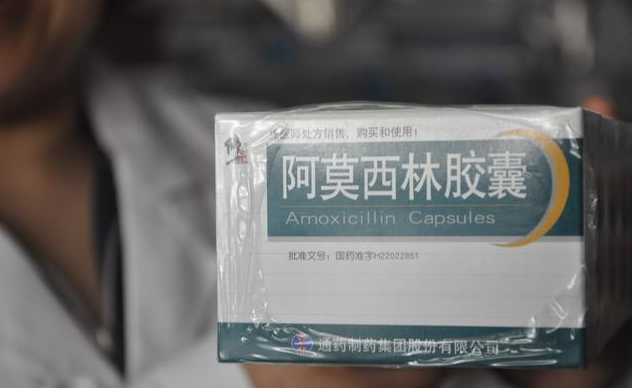 凭医师处方销售、购买和使用!
修正
阿莫西林胶囊
Amoxicillin Capsules
批准文号：国药准字H22022851
通药制药集团股份有限公司